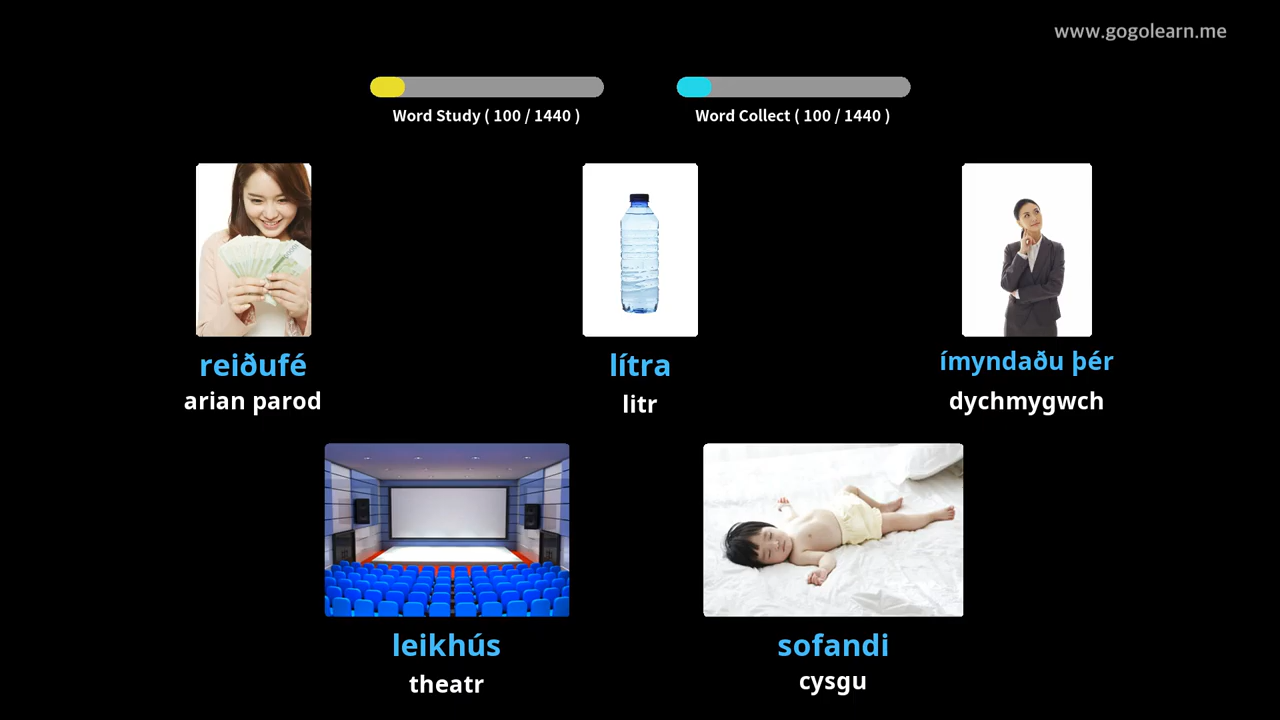 www.gogolearn.me
Word Study ( 100 / 1440 )
Word Collect ( 100 / 1440 )
reiðufé
arian parod
lítra
litr
ímyndaðu þér
dychmygwch
leikhús
theatr
sofandi
cysgu